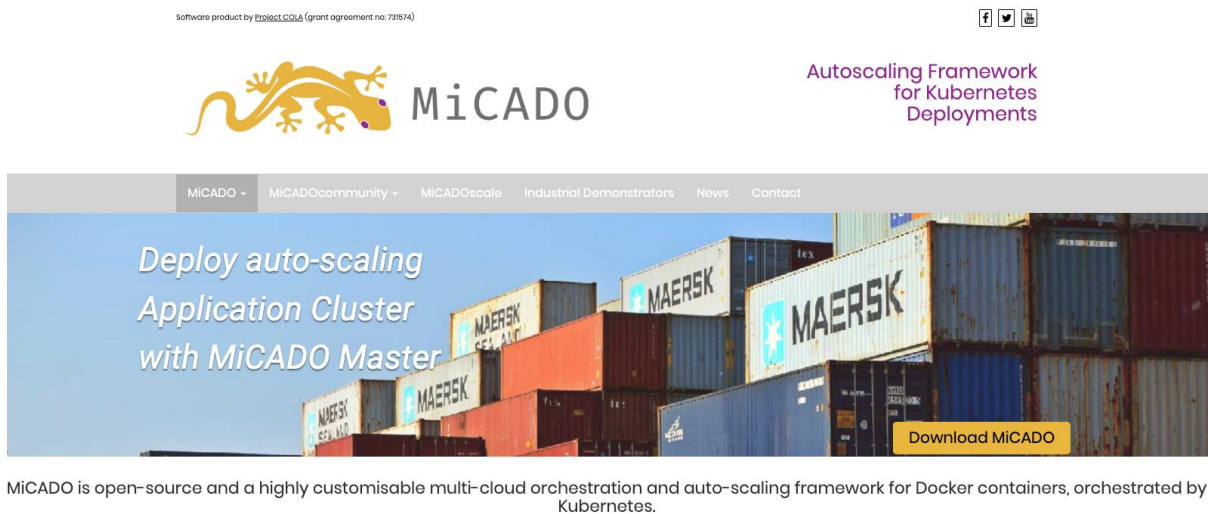 Software product by Project COLA (grant agreement no: 731574)
MiCADO
Autoscaling Framework
for Kubernetes
Deployments
MiCADO
MiCADOcommunity
MiCADOscale
Industrial Demonstrators
News
Contact
Deploy auto-scaling
Application Cluster
with MiCADO Master
MAERSK
MAERSK
MAERSK
MAERSK
Download MiCADO
MiCADO is open-source and a highly customisable multi-cloud orchestration and auto-scaling framework for Docker containers, orchestrated by
Kubernetes.